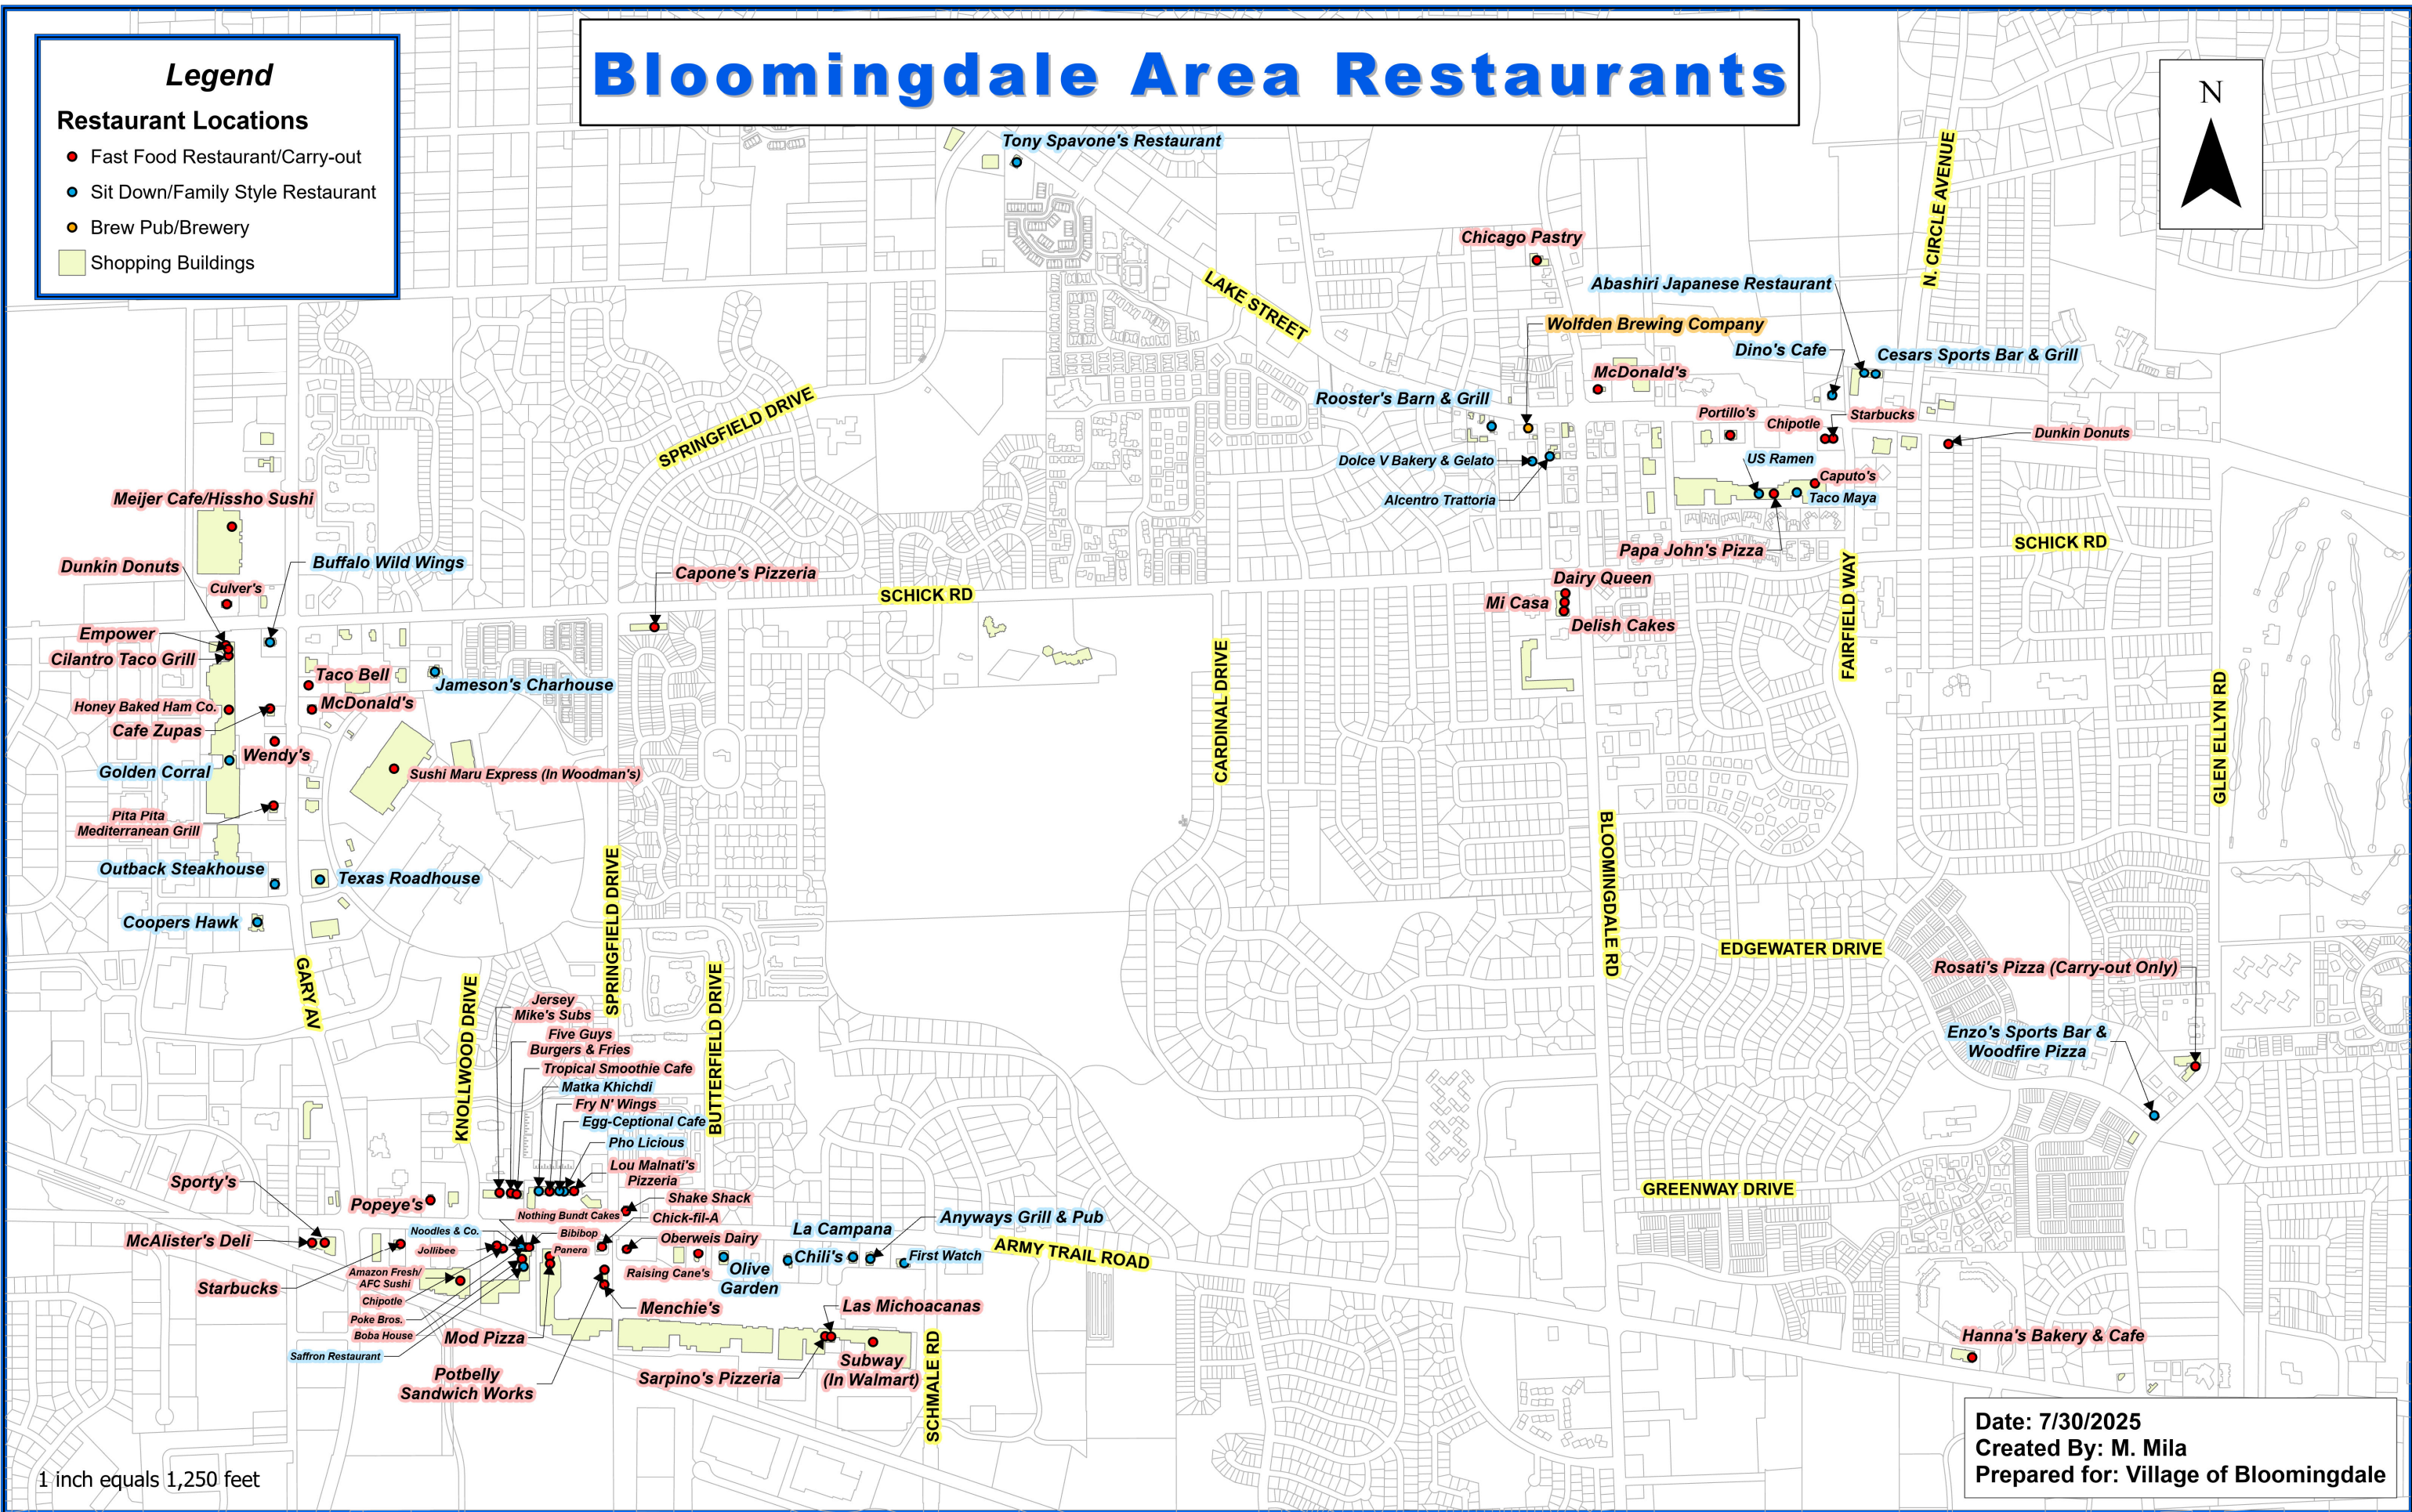 Bloomingdale Area Restaurants
Legend
Restaurant Locations
Fast Food Restaurant/Carry-out
Sit Down/Family Style Restaurant
Brew Pub/Brewery
Shopping Buildings
N
Tony Spavone's Restaurant
N. CIRCLE AVENUE
Chicago Pastry
LAKE STREET
Abashiri Japanese Restaurant
Wolfden Brewing Company
Dino's Cafe
Cesars Sports Bar & Grill
McDonald's
Rooster's Barn & Grill
SPRINGFIELD DRIVE
Portillo's
Starbucks
Chipotle
Dunkin Donuts
US Ramen
Dolce V Bakery & Gelato
Caputo's
Alcentro Trattoria
Taco Maya
Meijer Cafe/Hissho Sushi
SCHICK RD
Papa John's Pizza
Buffalo Wild Wings
Dunkin Donuts
Capone's Pizzeria
Dairy Queen
Culver's
SCHICK RD
Mi Casa
FAIRFIELD WAY
Delish Cakes
Empower
Cilantro Taco Grill
Taco Bell
Jameson's Charhouse
CARDINAL DRIVE
GLEN ELLYN RD
Honey Baked Ham Co.
McDonald's
Cafe Zupas
Wendy's
Golden Corral
Sushi Maru Express (In Woodman's)
Pita Pita
Mediterranean Grill
Outback Steakhouse
Texas Roadhouse
BLOOMINGDALE RD
SPRINGFIELD DRIVE
Coopers Hawk
EDGEWATER DRIVE
Rosati's Pizza (Carry-out Only)
GARY AV
KNOLLWOOD DRIVE
BUTTERFIELD DRIVE
Jersey
Mike's Subs
Five Guys
Burgers & Fries
Enzo's Sports Bar &
Woodfire Pizza
Tropical Smoothie Cafe
Matka Khichdi
Fry N' Wings
Egg-Ceptional Cafe
Pho Licious
Lou Malnati's
Pizzeria
Sporty's
GREENWAY DRIVE
Popeye's
Shake Shack
Nothing Bundt Cakes
Chick-fil-A
Anyways Grill & Pub
La Campana
Noodles & Co.
Bibibop
Oberweis Dairy
McAlister's Deli
Jollibee
Panera
Chili's
First Watch
ARMY TRAIL ROAD
Amazon Fresh/
AFC Sushi
Raising Cane's
Olive
Garden
Starbucks
Chipotle
Menchie's
Las Michoacanas
Poke Bros.
Boba House
Mod Pizza
Hanna's Bakery & Cafe
Saffron Restaurant
Subway
(In Walmart)
Potbelly
Sandwich Works
Sarpino's Pizzeria
SCHMALE RD
1 inch equals 1,250 feet
Date: 7/30/2025
Created By: M. Mila
Prepared for: Village of Bloomingdale